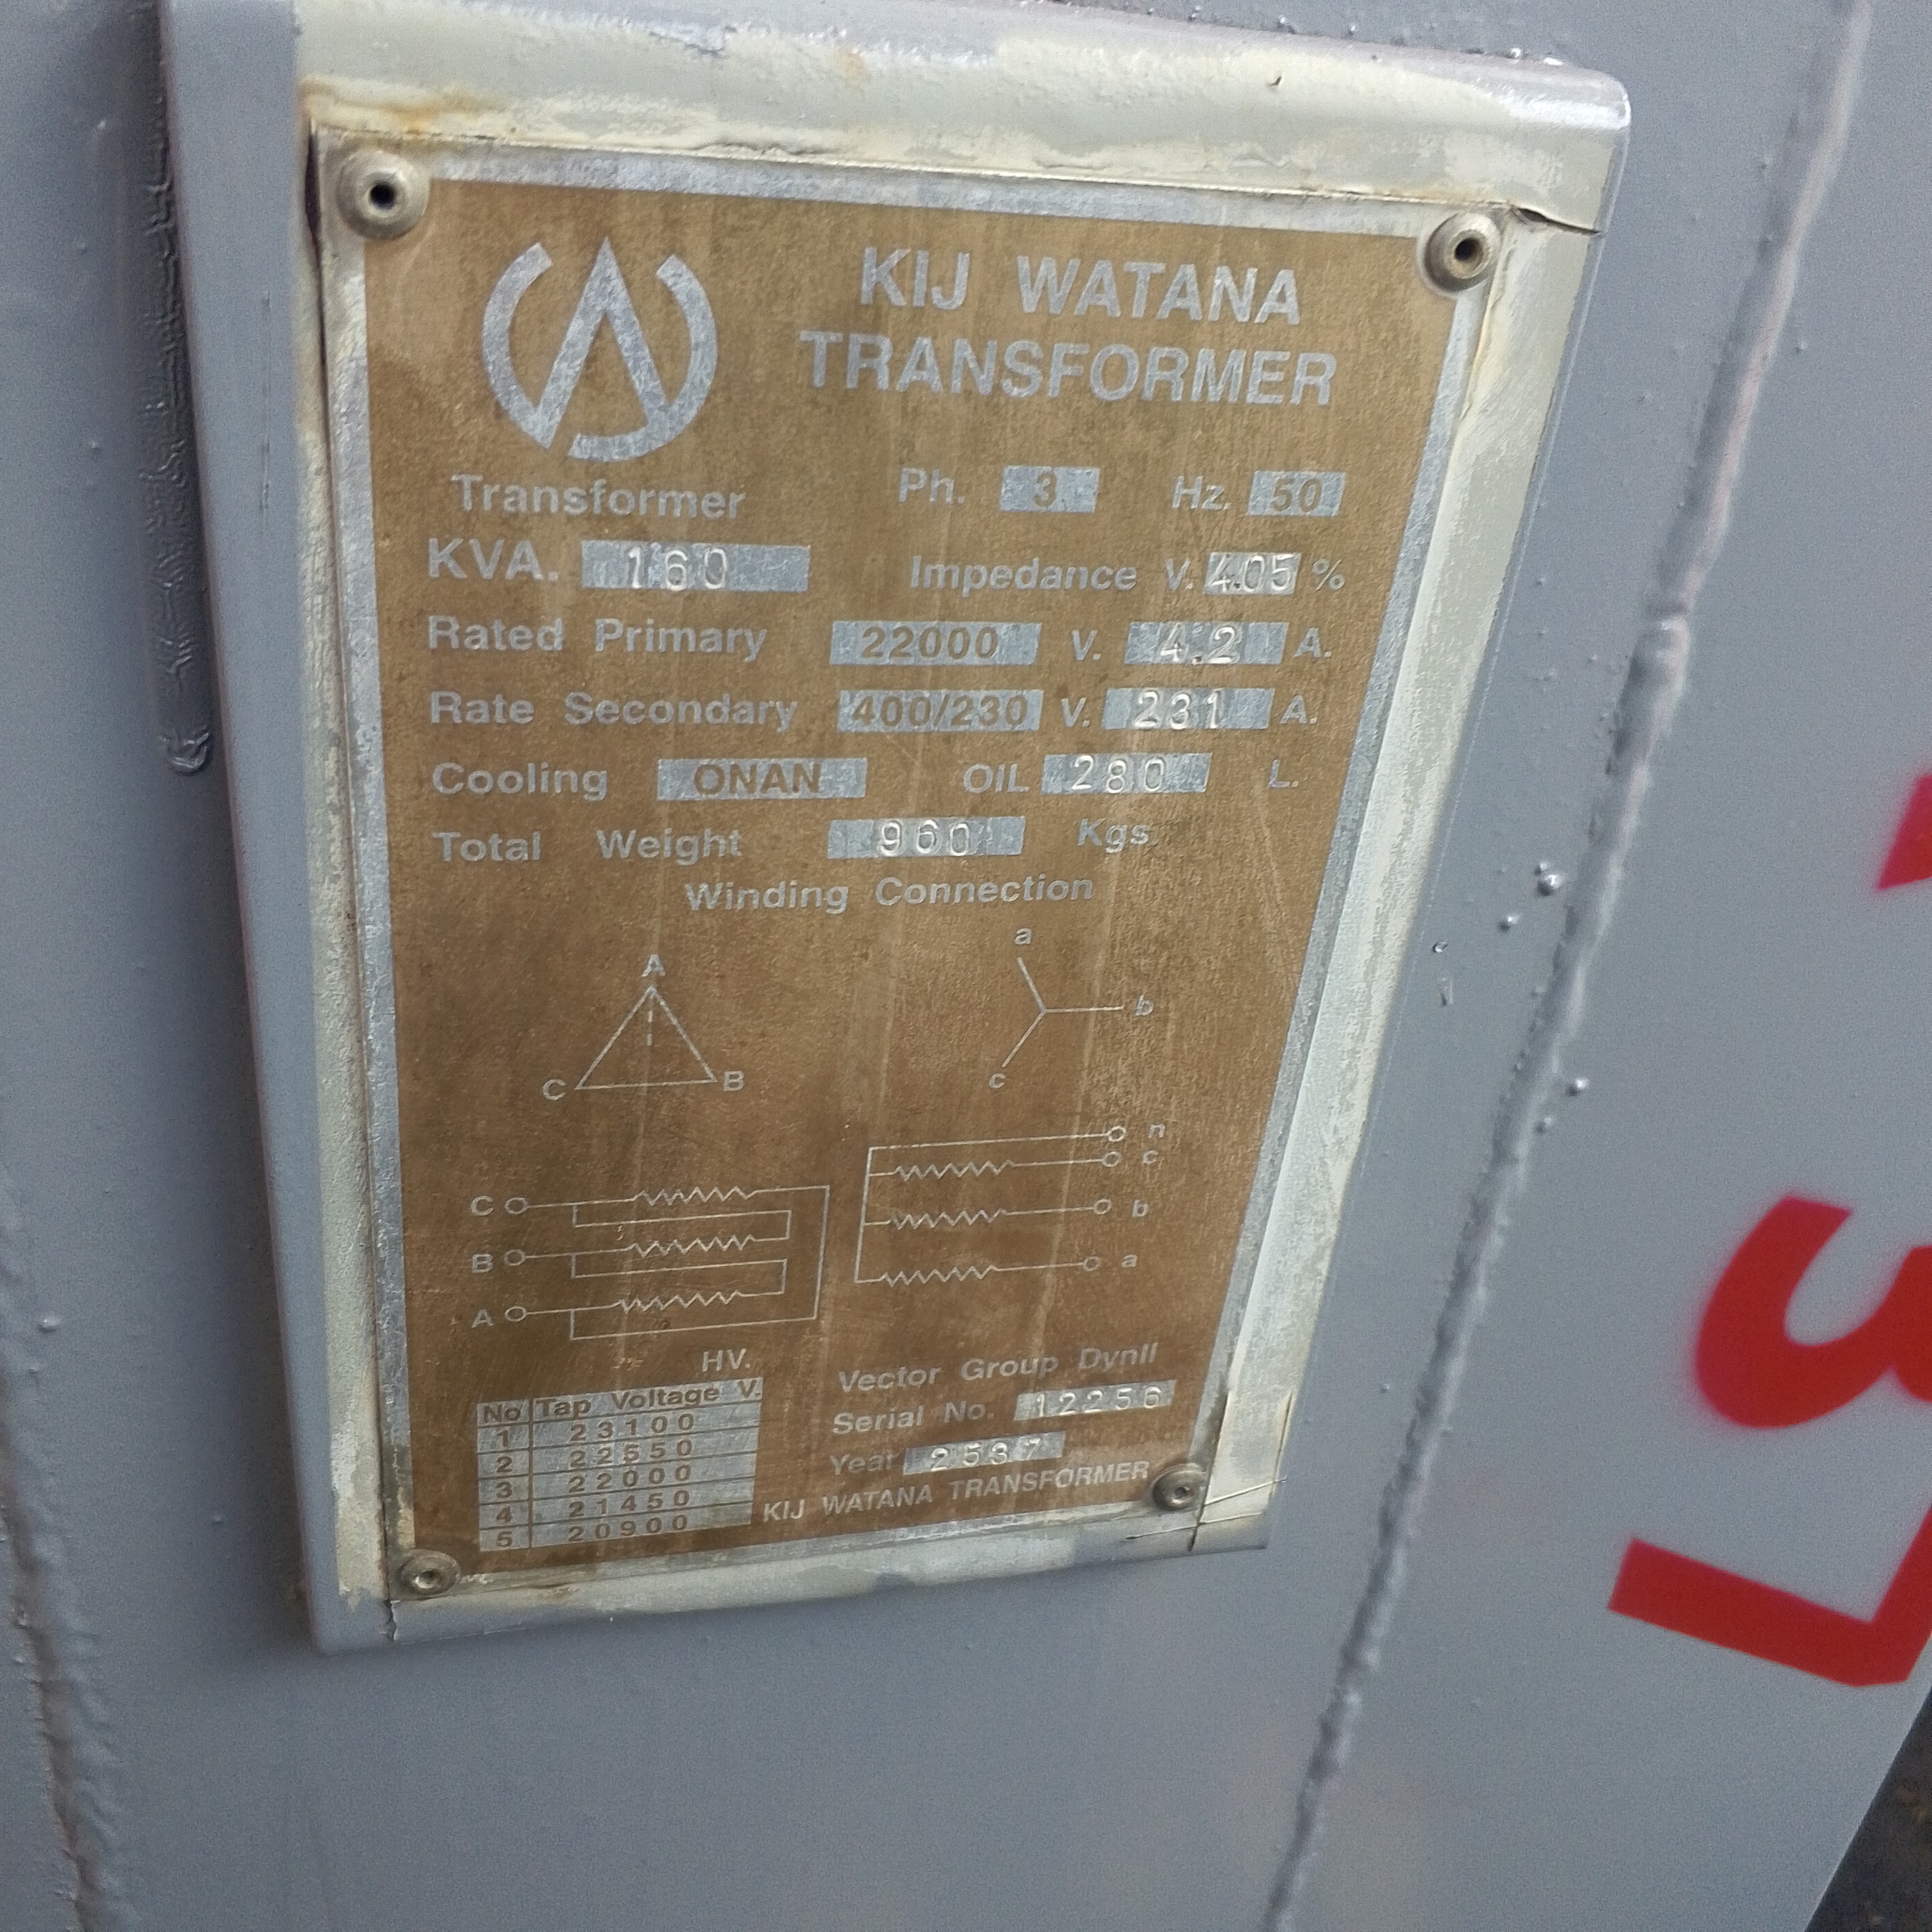 KIJ WATANA
TRANSFORMER
Transformer Ph. 3 Hz. 50
KVA. 160 Impedance V. 4.05 %
Rated Primary 22000 V. 4.2 A.
Rate Secondary 400/230 V. 231 A.
Cooling ONAN OIL 280 L.
Total Weight 960 Kgs.
Winding Connection
A
C B
a
b
c
C
B
A
n
c
b
a
HV.
No Tap Voltage V.
1 23100
2 22550
3 22000
4 21450
5 20900
Vector Group DynII
Serial No. 12256
Year 2537
KIJ WATANA TRANSFORMER